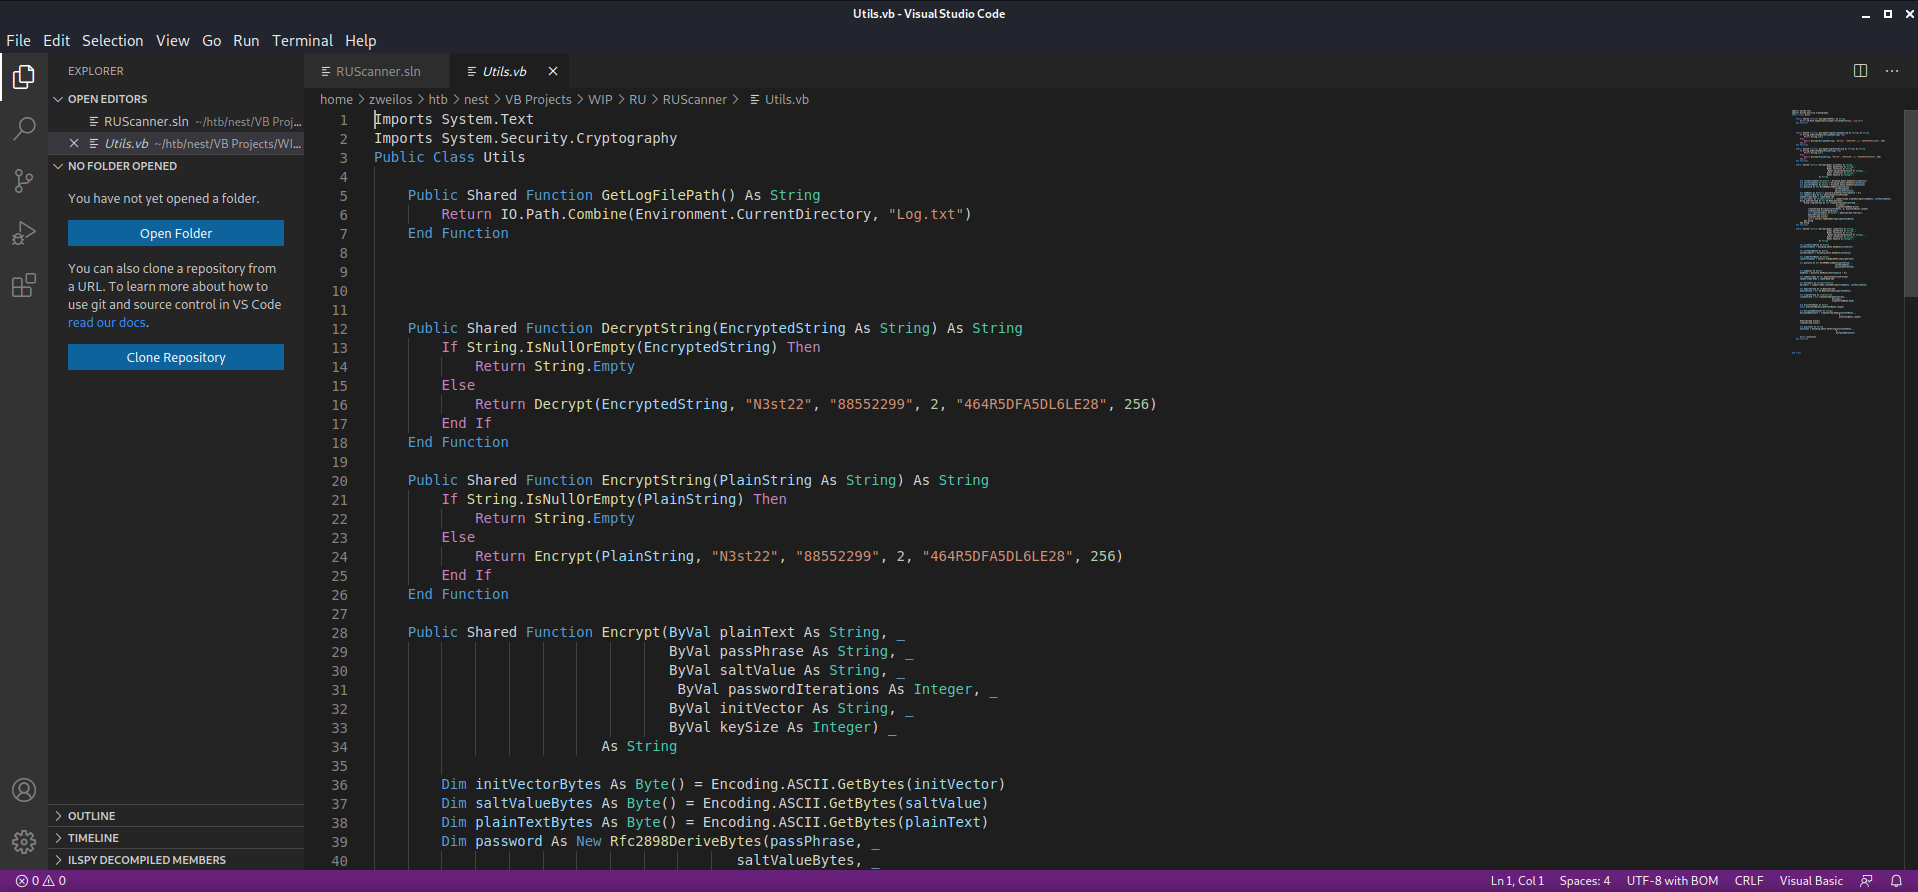 Utils.vb - Visual Studio Code
File Edit Selection View Go Run Terminal Help
EXPLORER
OPEN EDITORS
RUScanner.sln ~/htb/nest/VB Proj...
Utils.vb ~/htb/nest/VB Projects/WI...
NO FOLDER OPENED
You have not yet opened a folder.
Open Folder
You can also clone a repository from
a URL. To learn more about how to
use git and source control in VS Code
read our docs.
Clone Repository
OUTLINE
TIMELINE
ILSPY DECOMPILED MEMBERS
RUScanner.sln Utils.vb
home > zweilos > htb > nest > VB Projects > WIP > RU > RUScanner > Utils.vb
1 Imports System.Text
2 Imports System.Security.Cryptography
3 Public Class Utils
4
5 Public Shared Function GetLogFilePath() As String
6 Return IO.Path.Combine(Environment.CurrentDirectory, "Log.txt")
7 End Function
8
9
10
11
12 Public Shared Function DecryptString(EncryptedString As String) As String
13 If String.IsNullOrEmpty(EncryptedString) Then
14 Return String.Empty
15 Else
16 Return Decrypt(EncryptedString, "N3st22", "88552299", 2, "464R5DFA5DL6LE28", 256)
17 End If
18 End Function
19
20 Public Shared Function EncryptString(PlainString As String) As String
21 If String.IsNullOrEmpty(PlainString) Then
22 Return String.Empty
23 Else
24 Return Encrypt(PlainString, "N3st22", "88552299", 2, "464R5DFA5DL6LE28", 256)
25 End If
26 End Function
27
28 Public Shared Function Encrypt(ByVal plainText As String, _
29 ByVal passPhrase As String, _
30 ByVal saltValue As String, _
31 ByVal passwordIterations As Integer, _
32 ByVal initVector As String, _
33 ByVal keySize As Integer) _
34 As String
35
36 Dim initVectorBytes As Byte() = Encoding.ASCII.GetBytes(initVector)
37 Dim saltValueBytes As Byte() = Encoding.ASCII.GetBytes(saltValue)
38 Dim plainTextBytes As Byte() = Encoding.ASCII.GetBytes(plainText)
39 Dim password As New Rfc2898DeriveBytes(passPhrase, _
40 saltValueBytes, _
0 0 Ln 1, Col 1 Spaces: 4 UTF-8 with BOM CRLF Visual Basic